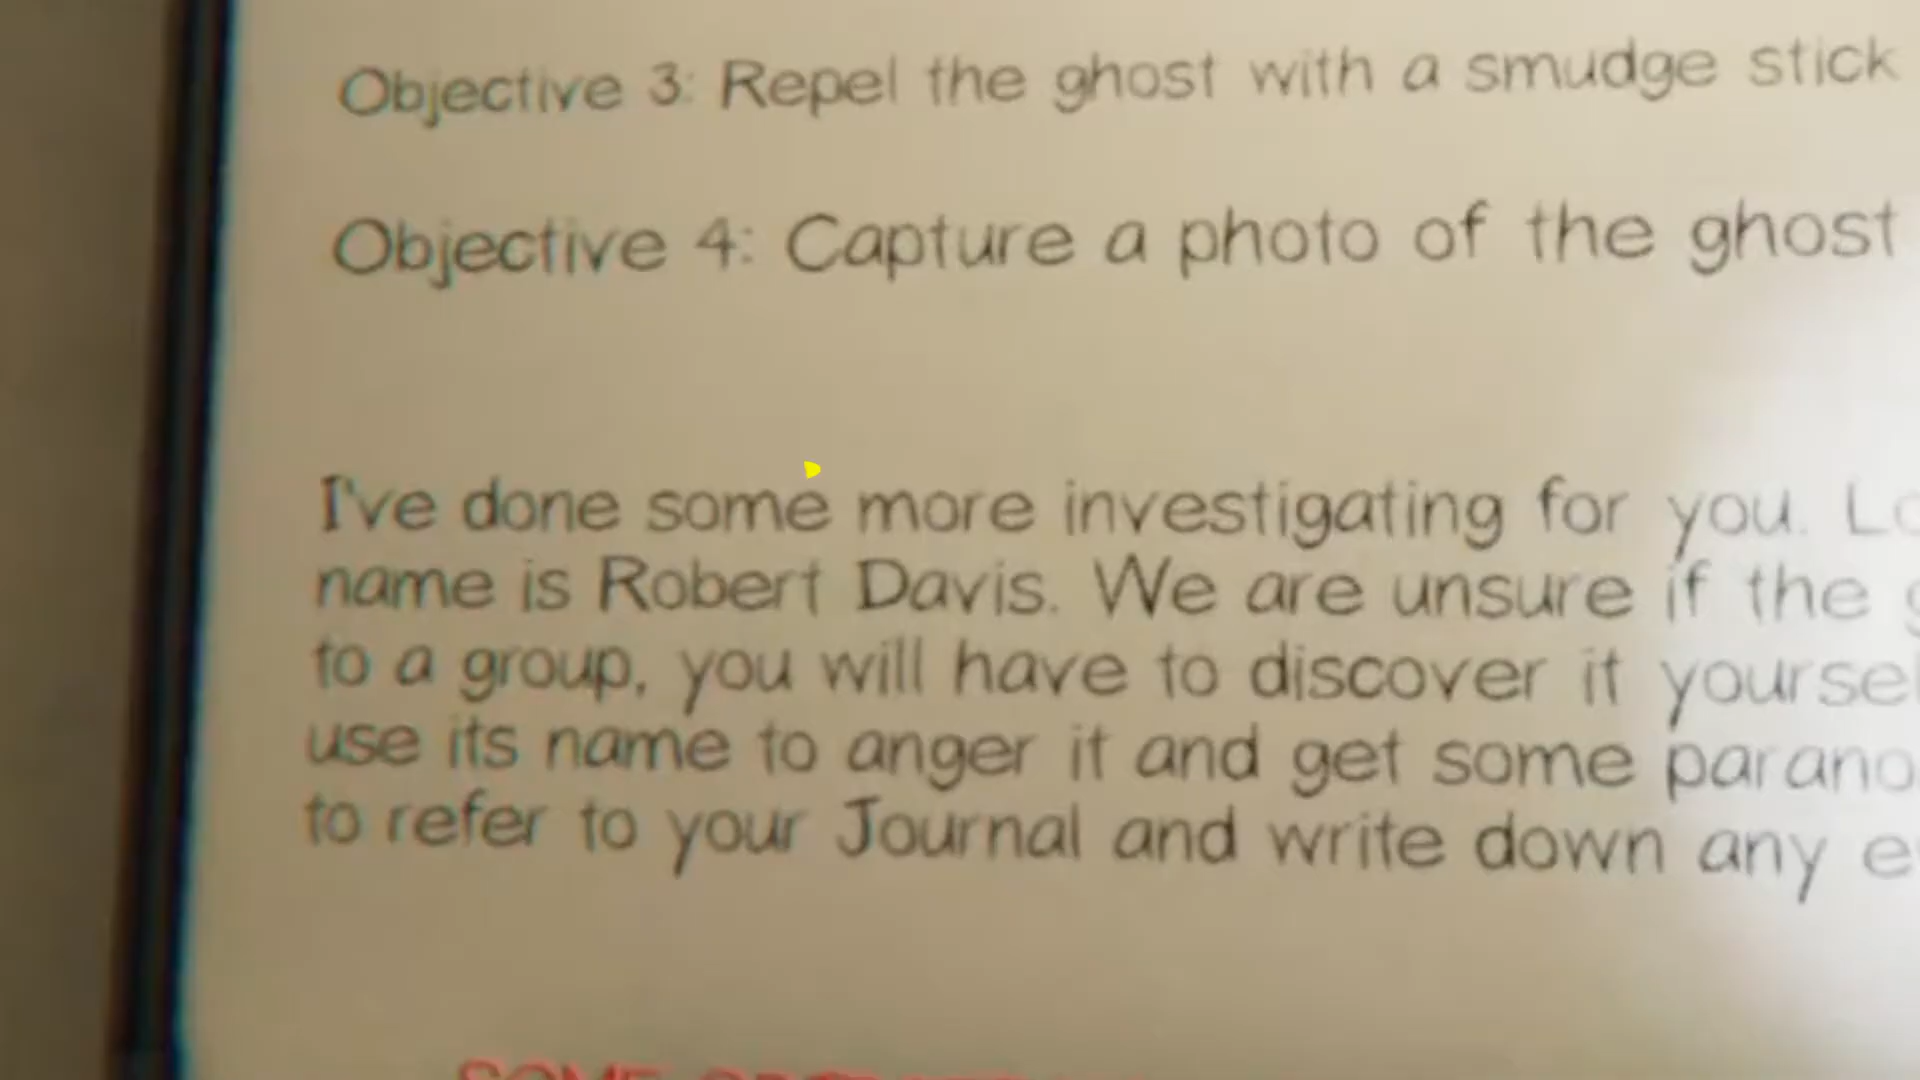 Objective 3: Repel the ghost with a smudge stick
Objective 4: Capture a photo of the ghost
I've done some more investigating for you.
name is Robert Davis. We are unsure if the
to a group, you will have to discover it
use its name to anger it and get some
to refer to your Journal and write down any
SOME